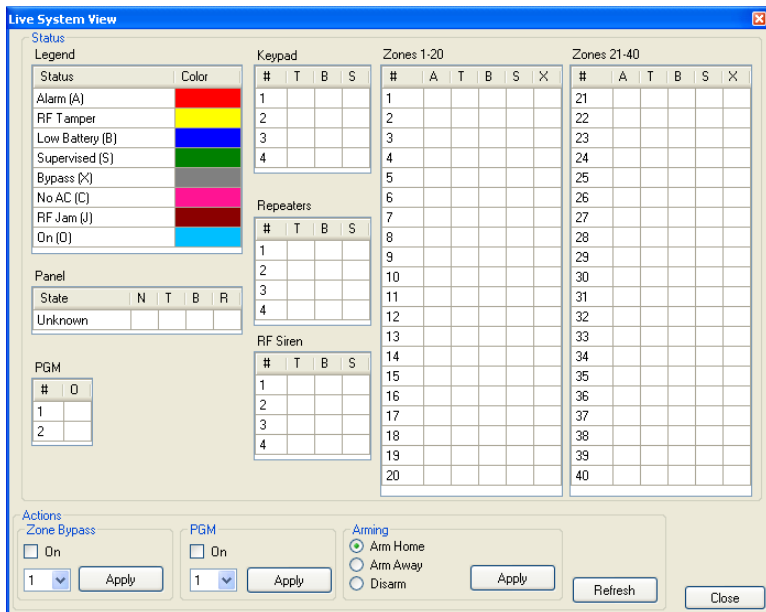 Live System View
Status
Legend
Status Color
Alarm (A)
RF Tamper
Low Battery (B)
Supervised (S)
Bypass (X)
No AC (C)
RF Jam (J)
On (O)
Panel
State N T B R
Unknown
PGM
# O
1
2
Keypad
# T B S
1
2
3
4
Repeaters
# T B S
1
2
3
4
RF Siren
# T B S
1
2
3
4
Zones 1-20
# A T B S X
1
2
3
4
5
6
7
8
9
10
11
12
13
14
15
16
17
18
19
20
Zones 21-40
# A T B S X
21
22
23
24
25
26
27
28
29
30
31
32
33
34
35
36
37
38
39
40
Actions
Zone Bypass
On
1 Apply
PGM
On
1 Apply
Arming
Arm Home
Arm Away
Disarm
Apply
Refresh
Close